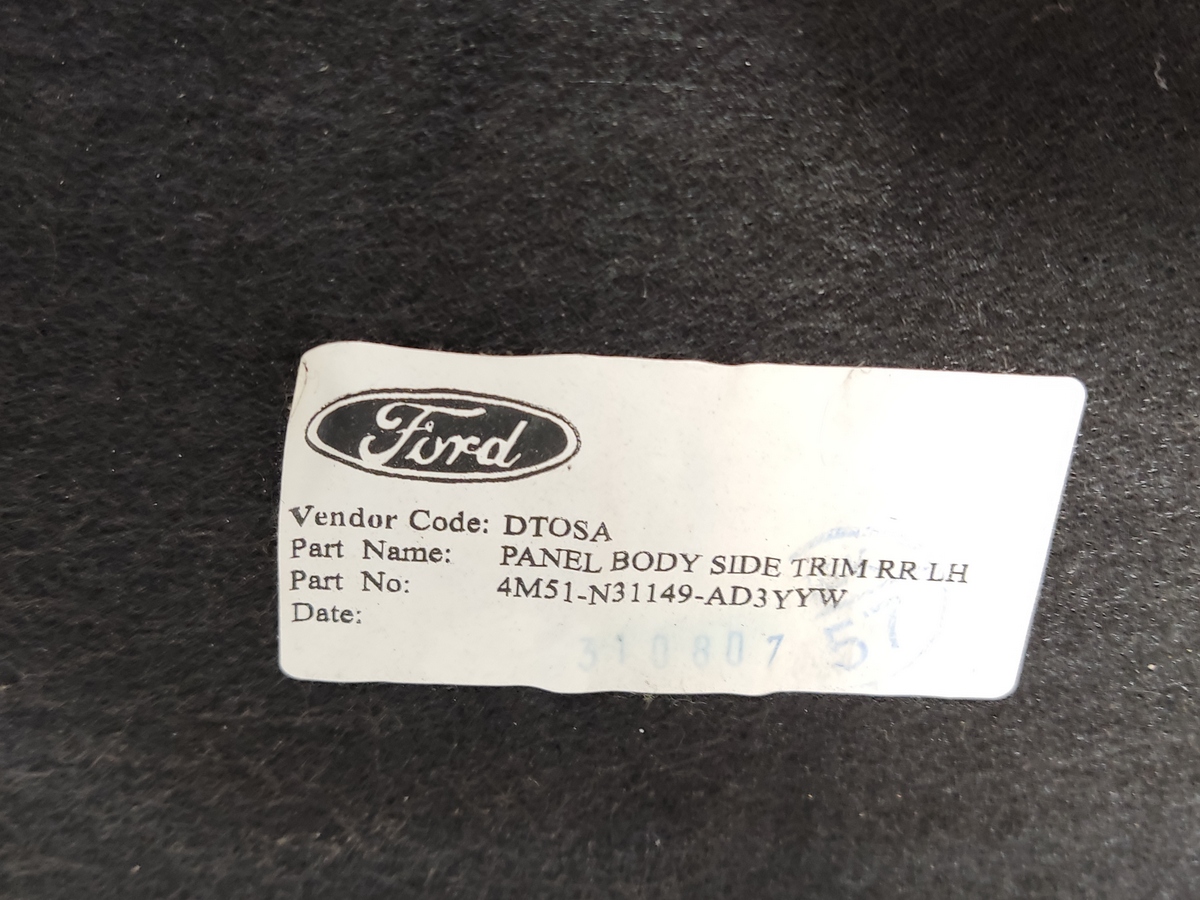 Ford
Vendor Code: DTOSA
Part Name: PANEL BODY SIDE TRIM RR LH
Part No: 4M51-N31149-AD3YYW
Date:
310807
57